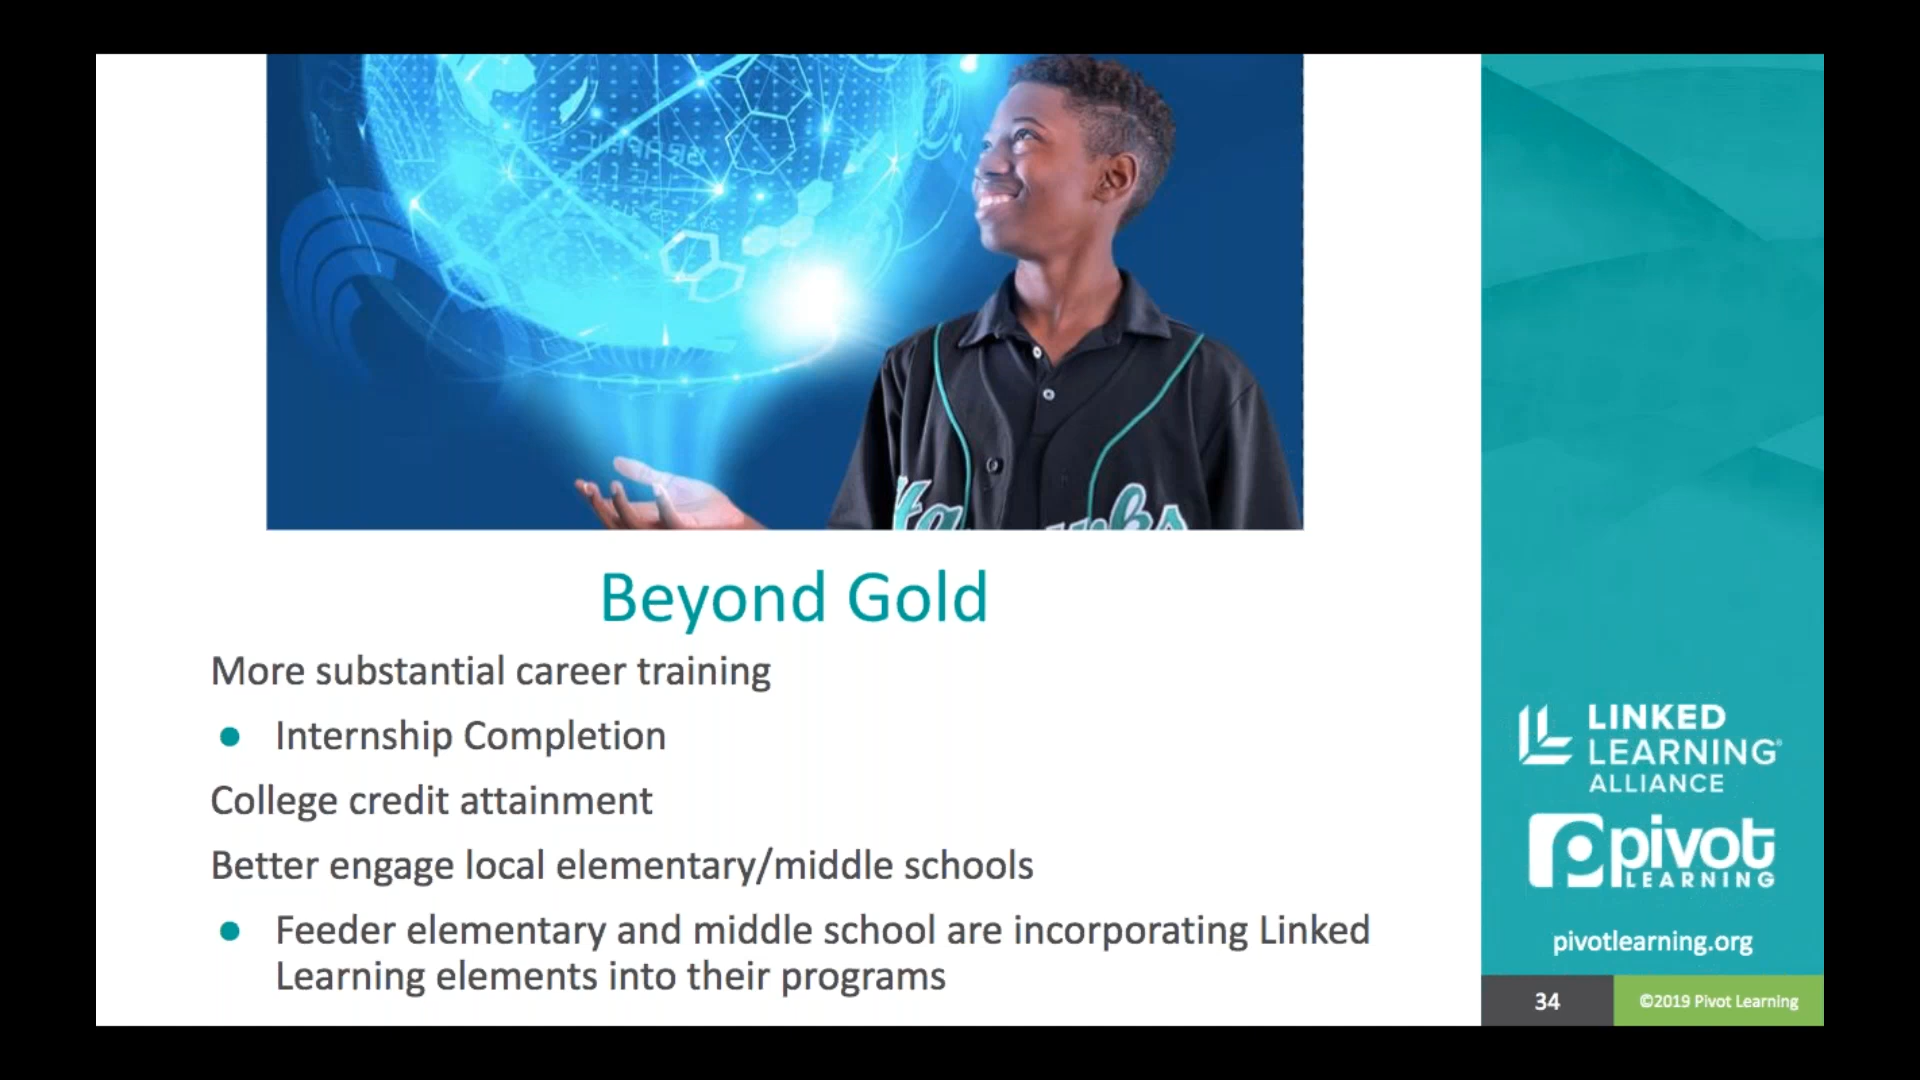 Beyond Gold
More substantial career training
Internship Completion
College credit attainment
Better engage local elementary/middle schools
Feeder elementary and middle school are incorporating Linked
Learning elements into their programs
LINKED
LEARNING®
ALLIANCE
pivot
LEARNING
pivotlearning.org
34
©2019 Pivot Learning